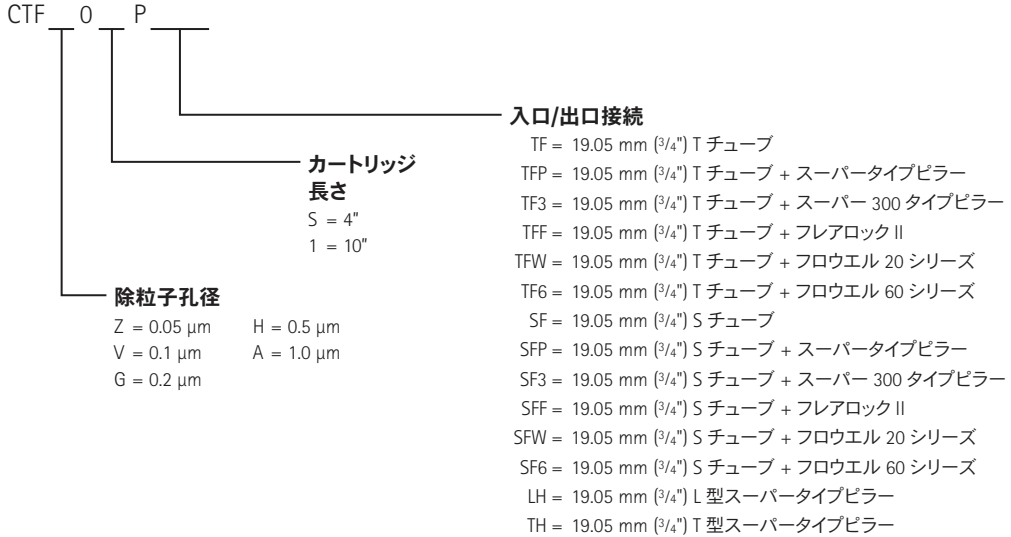 CTF __ 0 __ P ____
入口/出口接続
TF = 19.05 mm (3/4") T チューブ
TFP = 19.05 mm (3/4") T チューブ + スーパータイプピラー
TF3 = 19.05 mm (3/4") T チューブ + スーパー 300 タイプピラー
TFF = 19.05 mm (3/4") T チューブ + フレアロック II
TFW = 19.05 mm (3/4") T チューブ + フロウエル 20 シリーズ
TF6 = 19.05 mm (3/4") T チューブ + フロウエル 60 シリーズ
SF = 19.05 mm (3/4") S チューブ
SFP = 19.05 mm (3/4") S チューブ + スーパータイプピラー
SF3 = 19.05 mm (3/4") S チューブ + スーパー 300 タイプピラー
SFF = 19.05 mm (3/4") S チューブ + フレアロック II
SFW = 19.05 mm (3/4") S チューブ + フロウエル 20 シリーズ
SF6 = 19.05 mm (3/4") S チューブ + フロウエル 60 シリーズ
LH = 19.05 mm (3/4") L 型スーパータイプピラー
TH = 19.05 mm (3/4") T 型スーパータイプピラー
カートリッジ
長さ
S = 4"
1 = 10"
除粒子孔径
Z = 0.05 µm H = 0.5 µm
V = 0.1 µm A = 1.0 µm
G = 0.2 µm